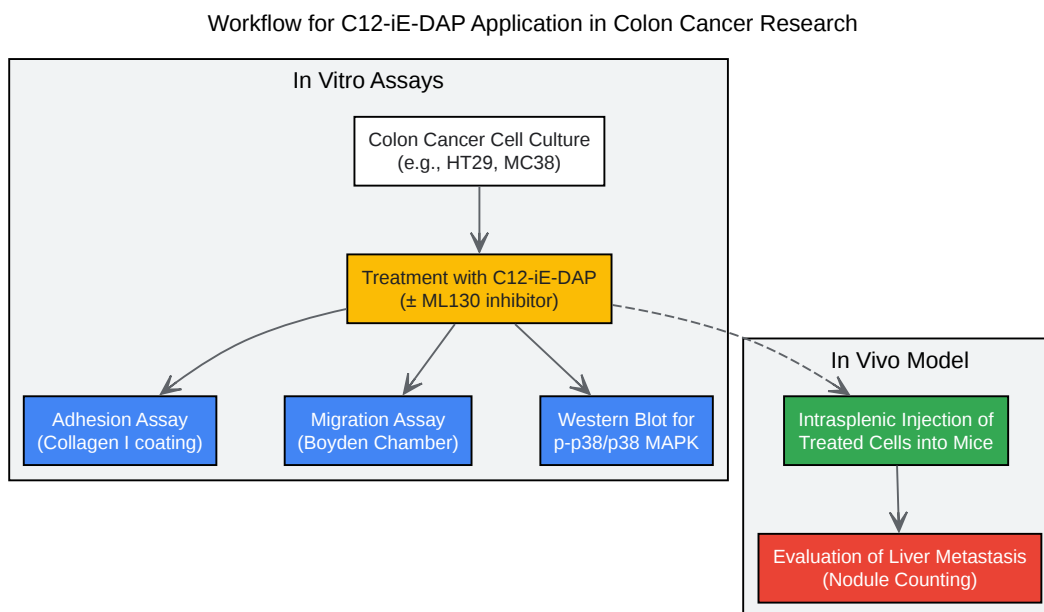 Workflow for C12-iE-DAP Application in Colon Cancer Research
In Vitro Assays
Colon Cancer Cell Culture
(e.g., HT29, MC38)
Treatment with C12-iE-DAP
(± ML130 inhibitor)
In Vivo Model
Adhesion Assay
(Collagen I coating)
Migration Assay
(Boyden Chamber)
Western Blot for
p-p38/p38 MAPK
Intrasplenic Injection of
Treated Cells into Mice
Evaluation of Liver Metastasis
(Nodule Counting)